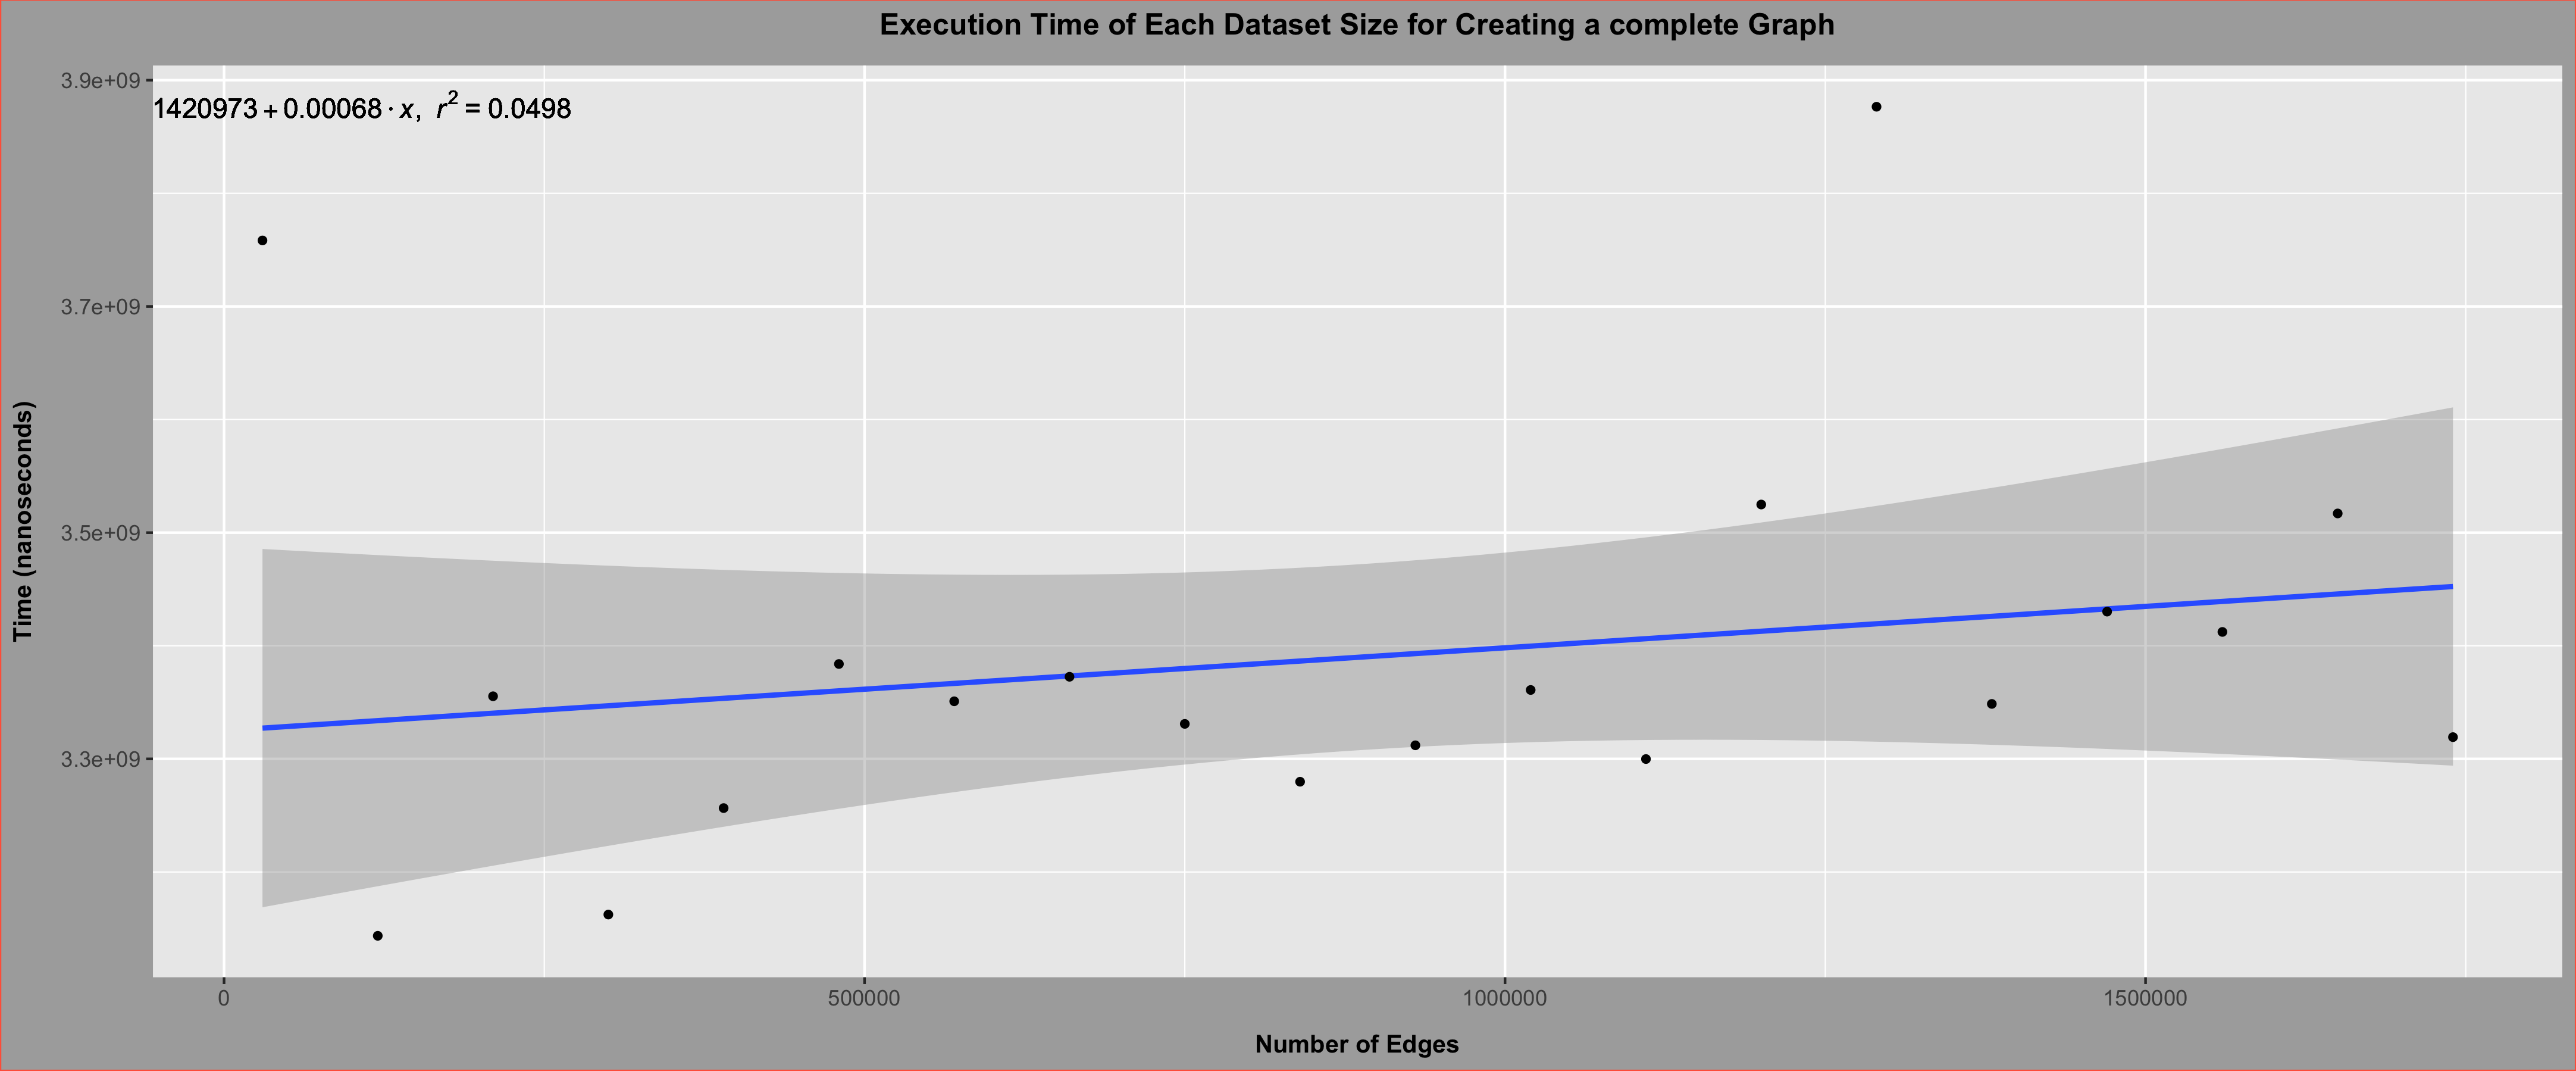 Execution Time of Each Dataset Size for Creating a complete Graph
3.9e+09
1420973 + 0.00068 · x, r² = 0.0498
3.7e+09
3.5e+09
3.3e+09
Time (nanoseconds)
0 500000 1000000 1500000
Number of Edges